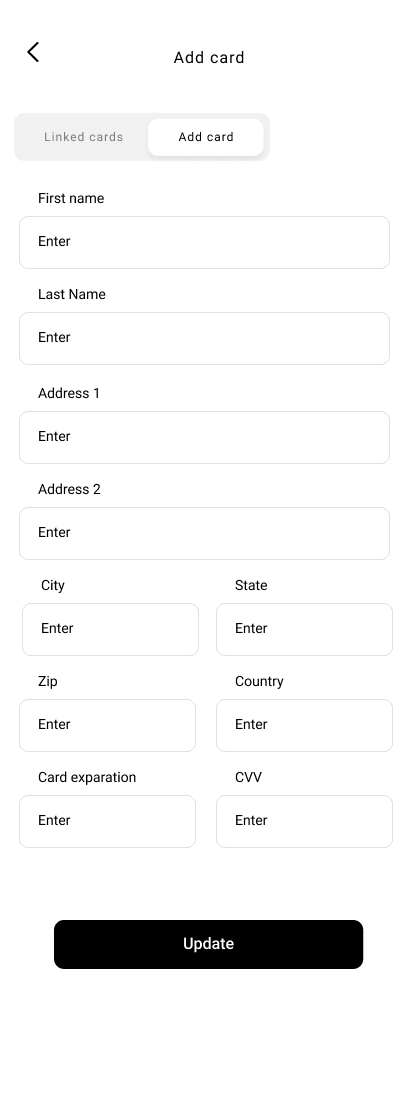 Add card
Linked cards Add card
First name
Enter
Last Name
Enter
Address 1
Enter
Address 2
Enter
City State
Enter Enter
Zip Country
Enter Enter
Card exparation CVV
Enter Enter
Update